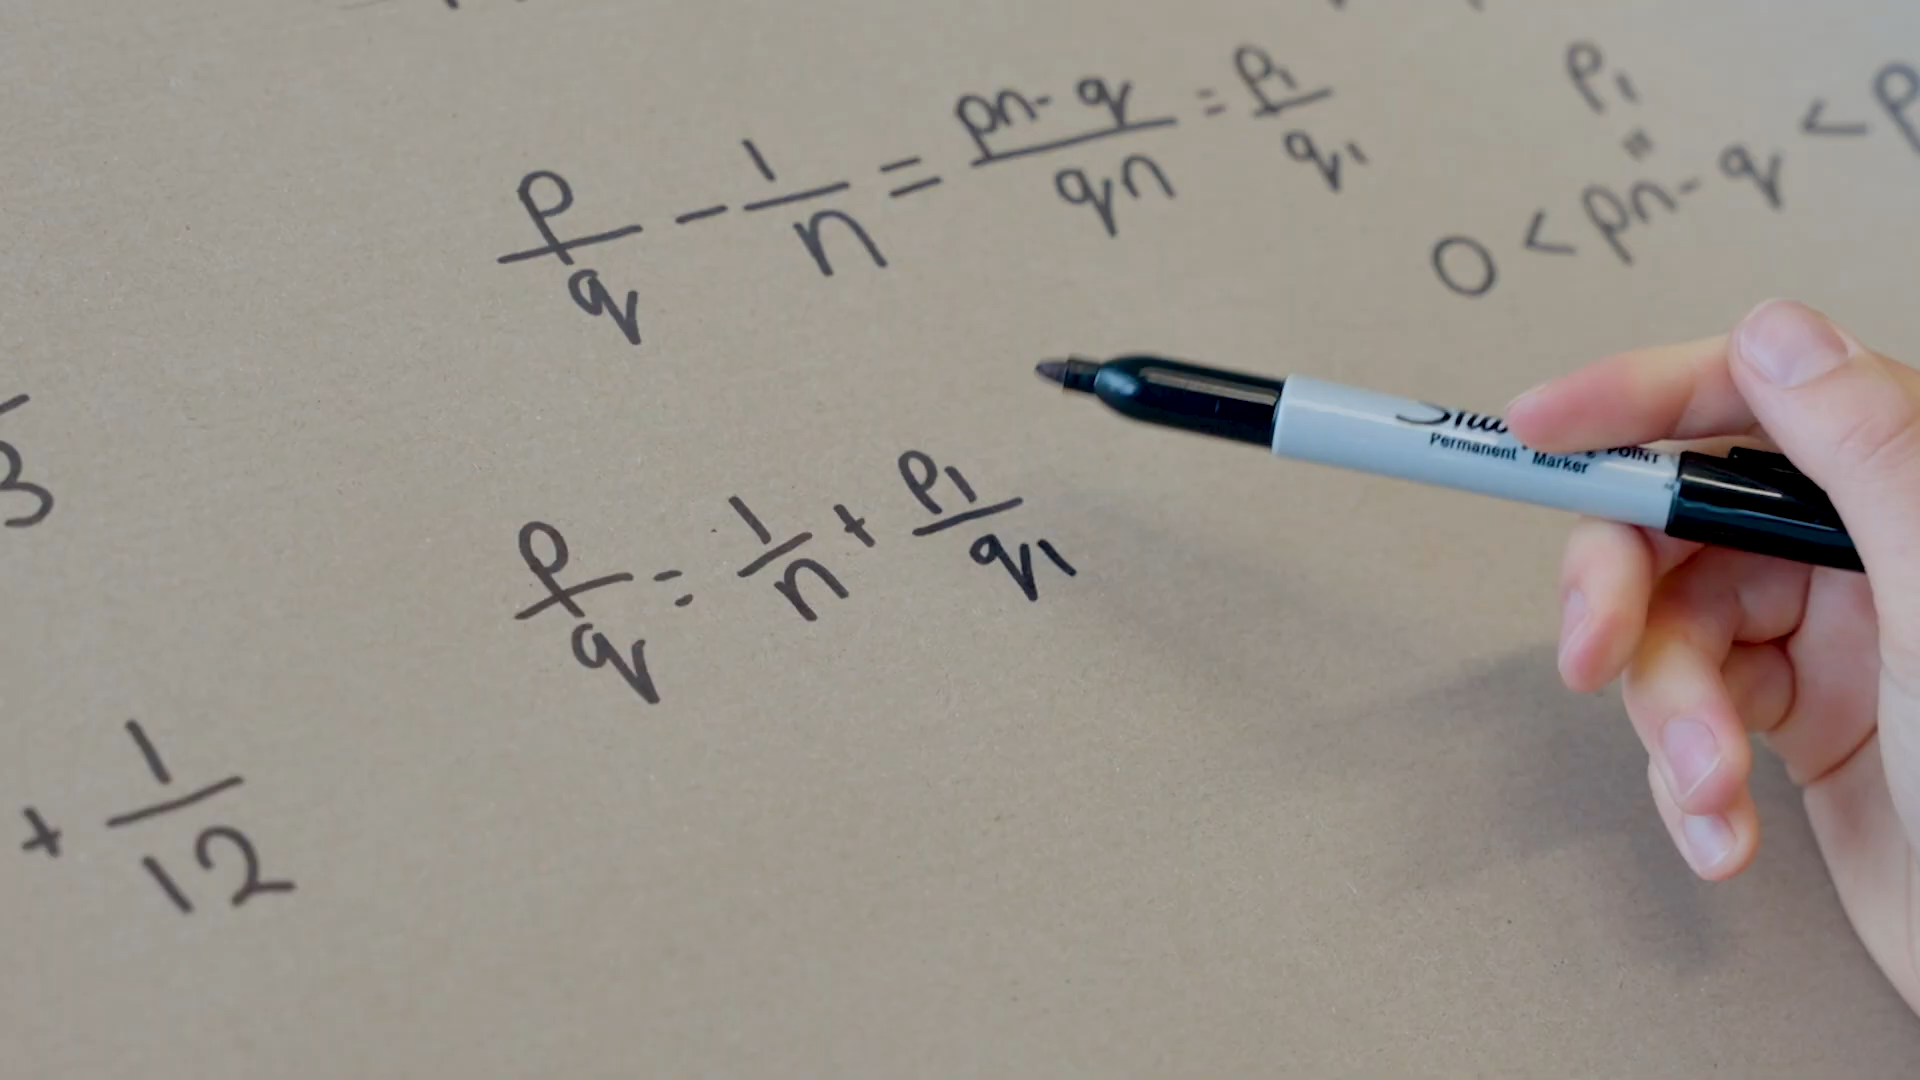 p/q - 1/n = pn-q/qn = p₁/q₁
p₁
=
0 < pn-q < p
3
p/q = 1/n + p₁/q₁
+ 1/12
Permanent Marker
POINT